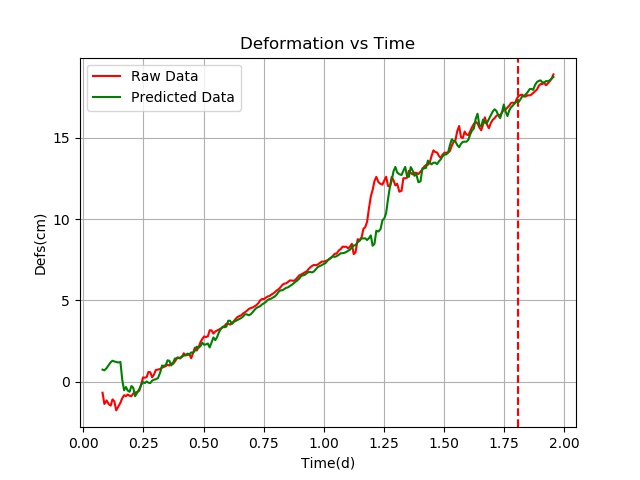 Deformation vs Time
Raw Data
Predicted Data
Defs(cm)
15
10
5
0
0.00 0.25 0.50 0.75 1.00 1.25 1.50 1.75 2.00
Time(d)